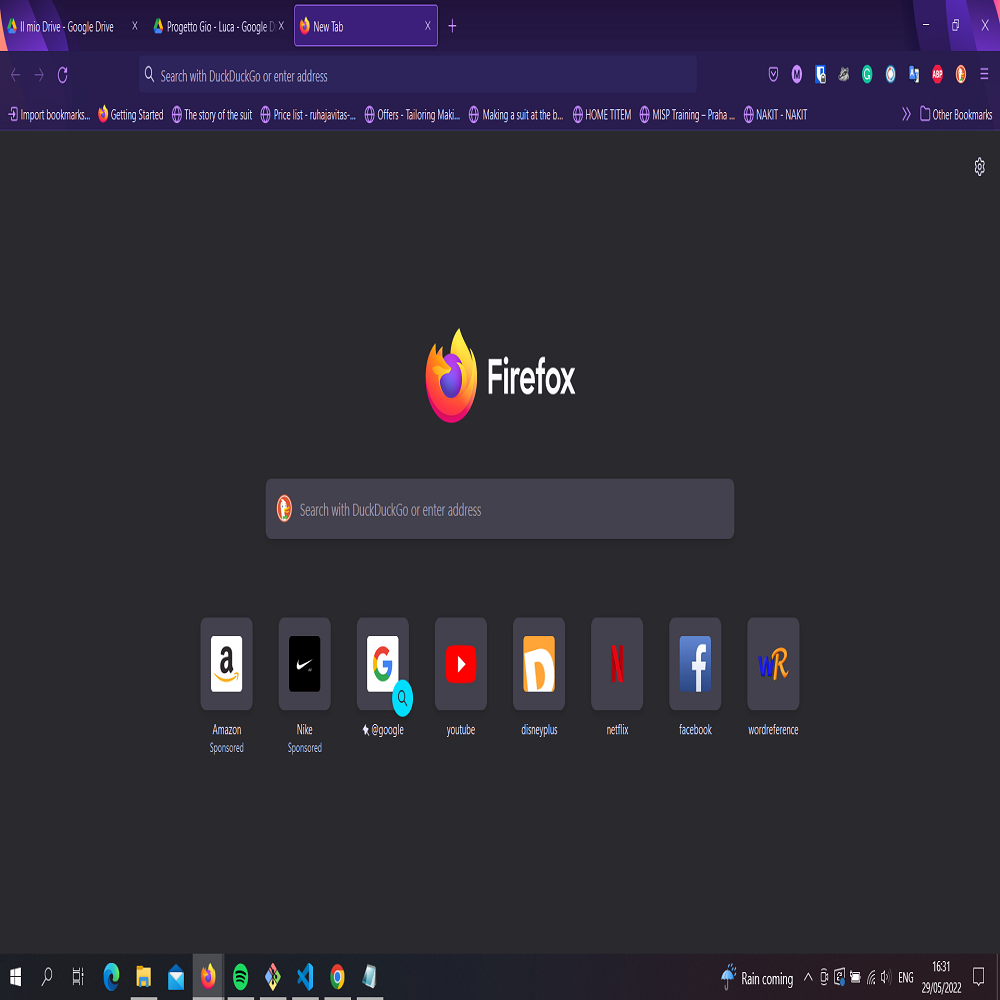 Il mio Drive - Google Drive
Progetto Gio - Luca - Google D
New Tab
Search with DuckDuckGo or enter address
Import bookmarks...
Getting Started
The story of the suit
Price list - ruhajavitas-...
Offers - Tailoring Maki...
Making a suit at the b...
HOME TITEM
MISP Training – Praha ...
NAKIT - NAKIT
Other Bookmarks
Firefox
Search with DuckDuckGo or enter address
Amazon
Sponsored
Nike
Sponsored
@google
youtube
disneyplus
netflix
facebook
wordreference
Rain coming
ENG
16:31
29/05/2022